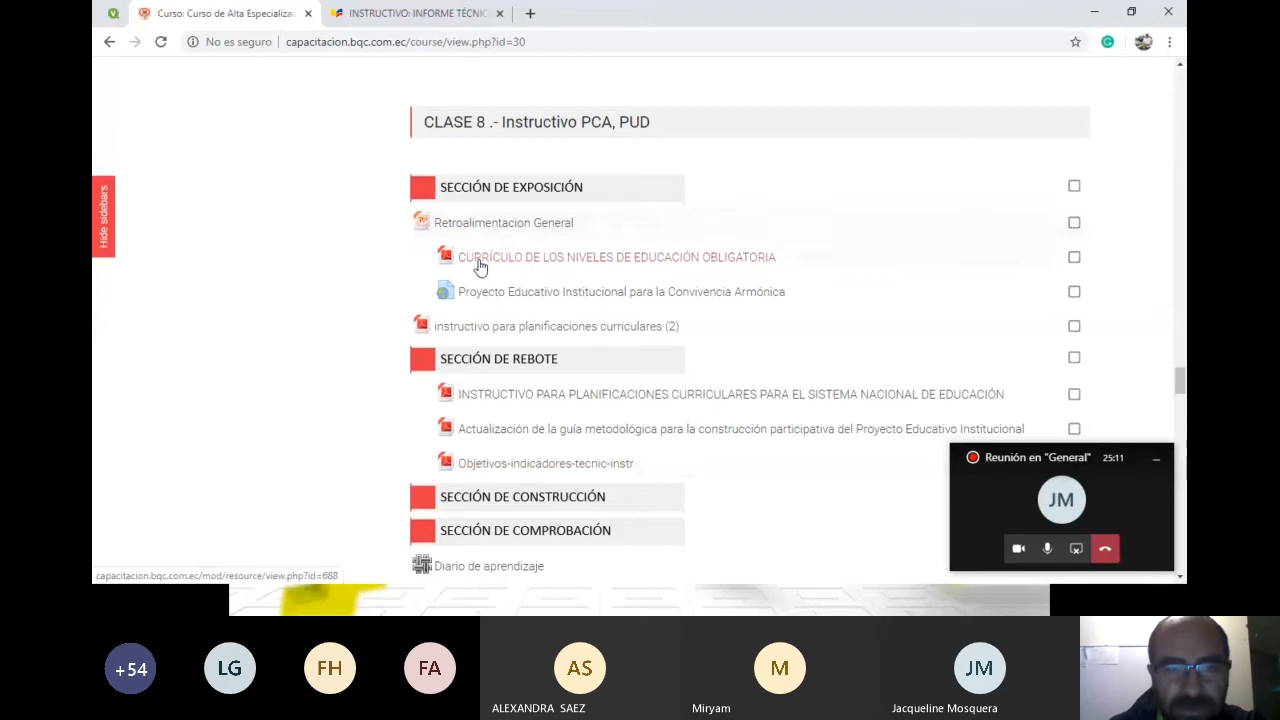 Curso: Curso de Alta Especializac
INSTRUCTIVO: INFORME TÉCNIC
No es seguro
capacitacion.bqc.com.ec/course/view.php?id=30
Hide sidebars
CLASE 8 .- Instructivo PCA, PUD
SECCIÓN DE EXPOSICIÓN
Retroalimentacion General
CURRÍCULO DE LOS NIVELES DE EDUCACIÓN OBLIGATORIA
Proyecto Educativo Institucional para la Convivencia Armónica
instructivo para planificaciones curriculares (2)
SECCIÓN DE REBOTE
INSTRUCTIVO PARA PLANIFICACIONES CURRICULARES PARA EL SISTEMA NACIONAL DE EDUCACIÓN
Actualización de la guía metodológica para la construcción participativa del Proyecto Educativo Institucional
Objetivos-indicadores-tecnic-instr
SECCIÓN DE CONSTRUCCIÓN
SECCIÓN DE COMPROBACIÓN
Diario de aprendizaje
capacitacion.bqc.com.ec/mod/resource/view.php?id=688
Reunión en "General" 25:11
JM
+54
LG
FH
FA
AS
M
JM
ALEXANDRA SAEZ
Miryam
Jacqueline Mosquera